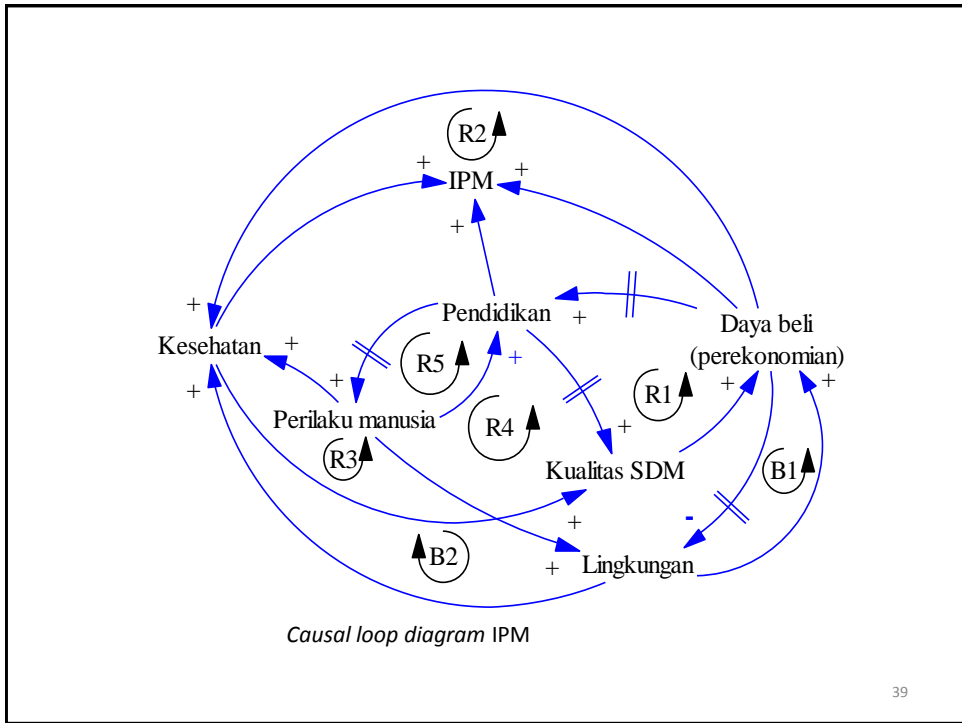 R2
+
+
IPM
+
+
+
Pendidikan
+
Daya beli
(perekonomian)
Kesehatan
+
+
+
R5
+
+
R1
+
+
Perilaku manusia
R4
+
R3
Kualitas SDM
B1
-
+
B2
+
Lingkungan
Causal loop diagram IPM
39